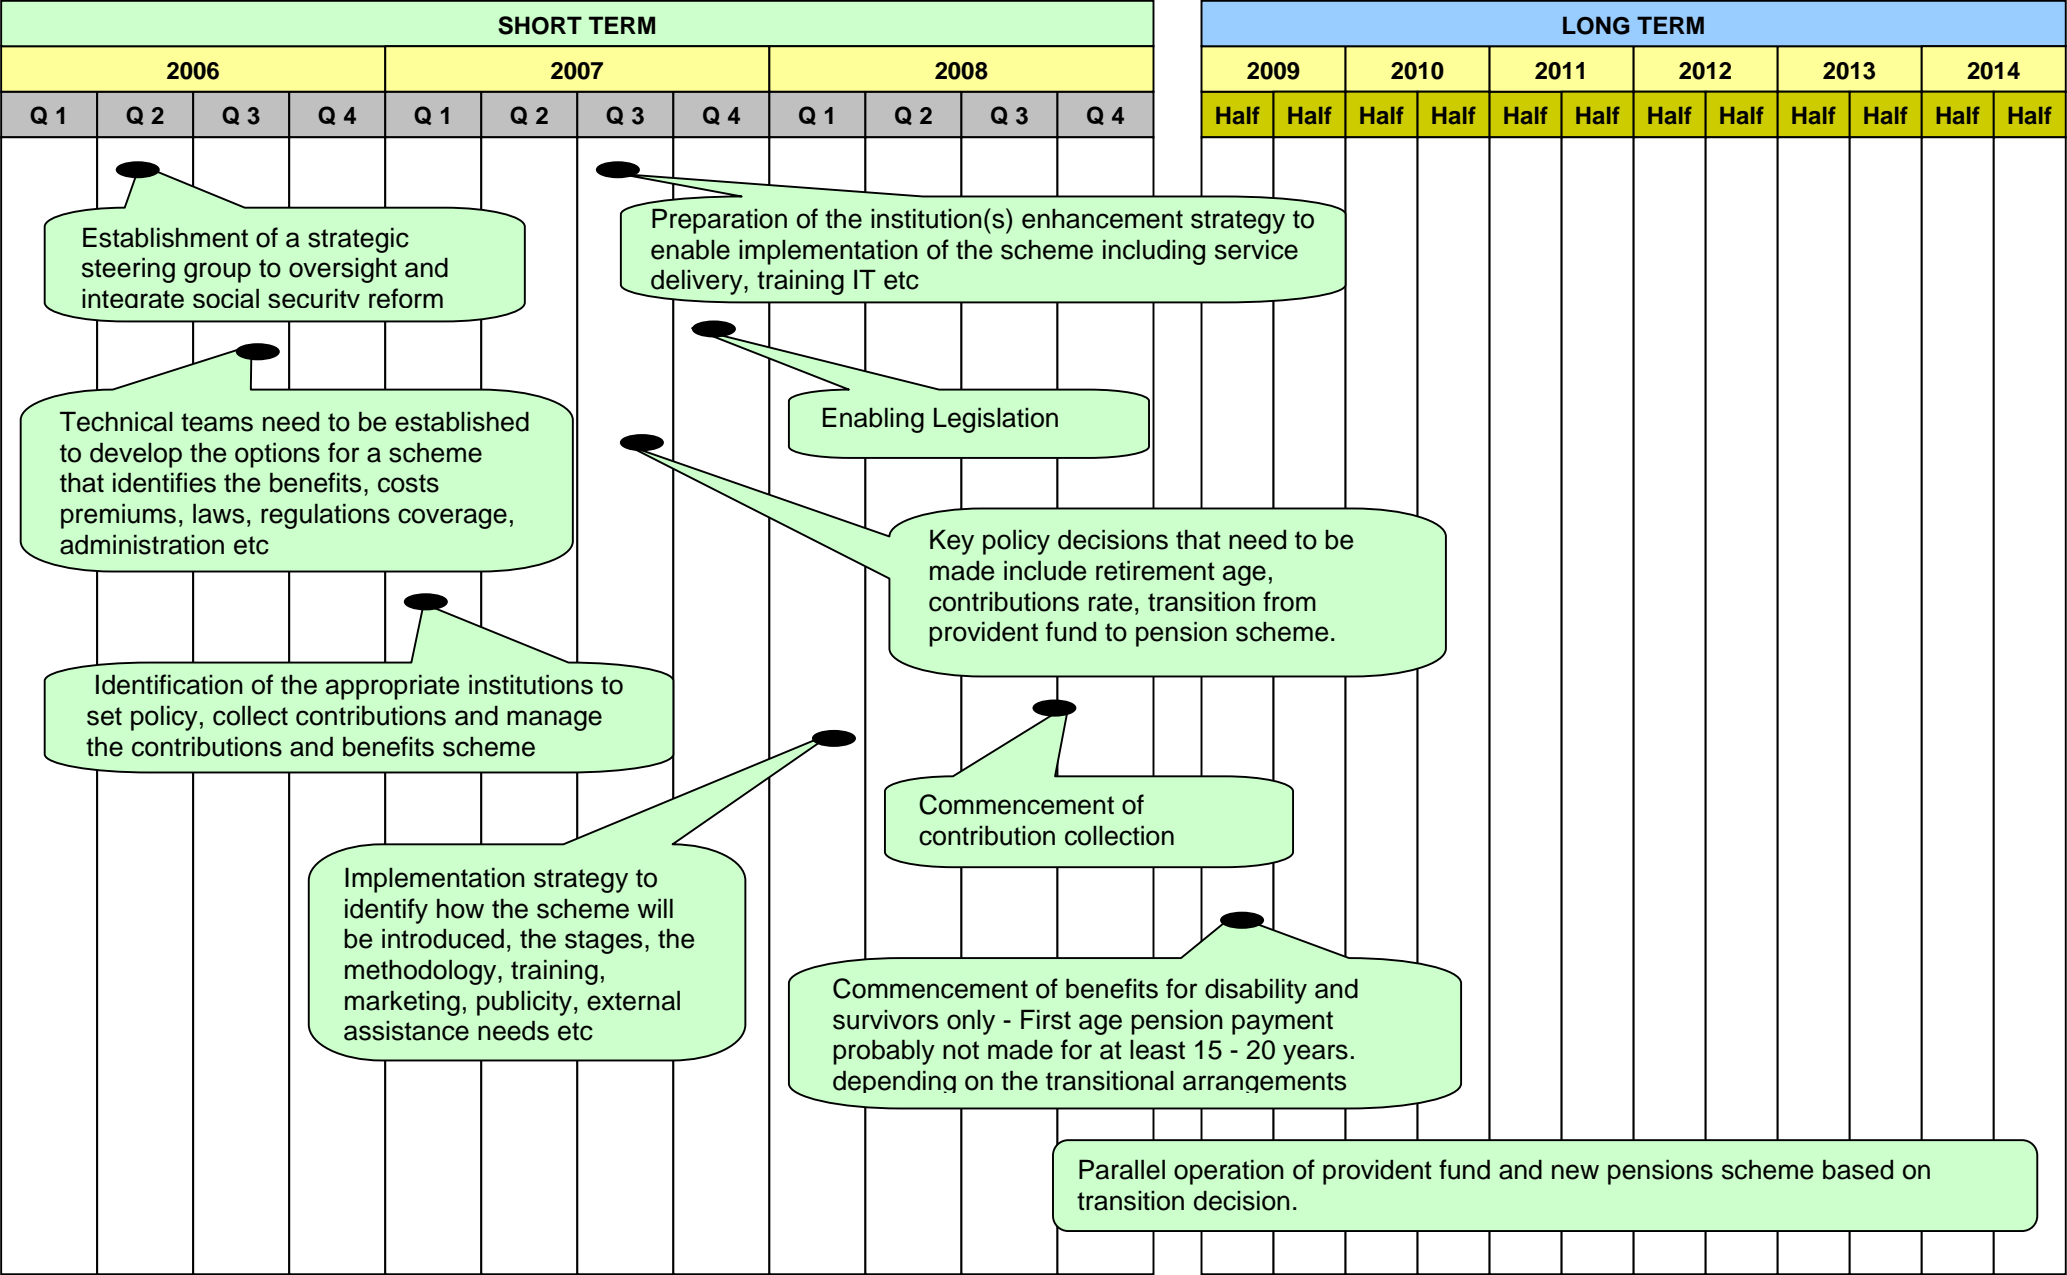 SHORT TERM
LONG TERM
2006 2007 2008 2009 2010 2011 2012 2013 2014
Q 1 Q 2 Q 3 Q 4 Q 1 Q 2 Q 3 Q 4 Q 1 Q 2 Q 3 Q 4 Half Half Half Half Half Half Half Half Half Half Half Half
Establishment of a strategic
steering group to oversight and
integrate social security reform
Preparation of the institution(s) enhancement strategy to
enable implementation of the scheme including service
delivery, training IT etc
Enabling Legislation
Technical teams need to be established
to develop the options for a scheme
that identifies the benefits, costs
premiums, laws, regulations coverage,
administration etc
Key policy decisions that need to be
made include retirement age,
contributions rate, transition from
provident fund to pension scheme.
Identification of the appropriate institutions to
set policy, collect contributions and manage
the contributions and benefits scheme
Commencement of
contribution collection
Implementation strategy to
identify how the scheme will
be introduced, the stages, the
methodology, training,
marketing, publicity, external
assistance needs etc
Commencement of benefits for disability and
survivors only - First age pension payment
probably not made for at least 15 - 20 years.
depending on the transitional arrangements
Parallel operation of provident fund and new pensions scheme based on
transition decision.